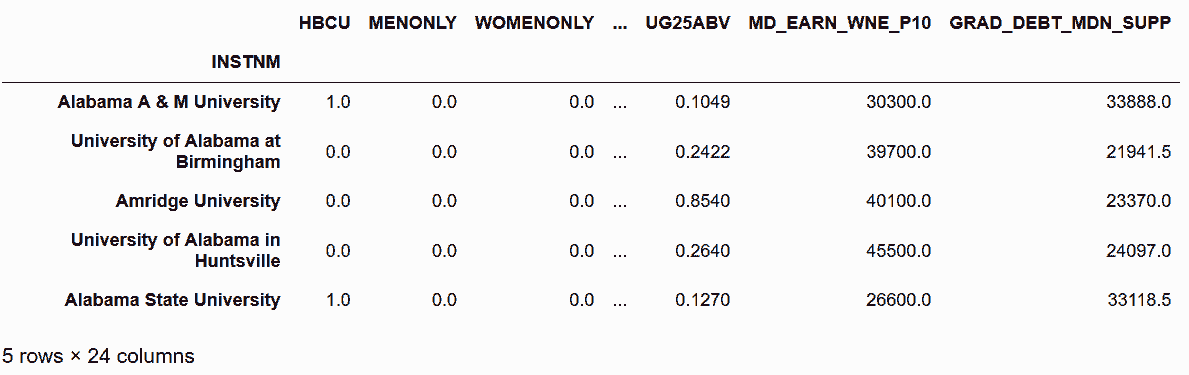 HBCU MENONLY WOMENONLY ... UG25ABV MD_EARN_WNE_P10 GRAD_DEBT_MDN_SUPP
INSTNM
Alabama A & M University 1.0 0.0 0.0 ... 0.1049 30300.0 33888.0
University of Alabama at
Birmingham 0.0 0.0 0.0 ... 0.2422 39700.0 21941.5
Amridge University 0.0 0.0 0.0 ... 0.8540 40100.0 23370.0
University of Alabama in
Huntsville 0.0 0.0 0.0 ... 0.2640 45500.0 24097.0
Alabama State University 1.0 0.0 0.0 ... 0.1270 26600.0 33118.5
5 rows × 24 columns